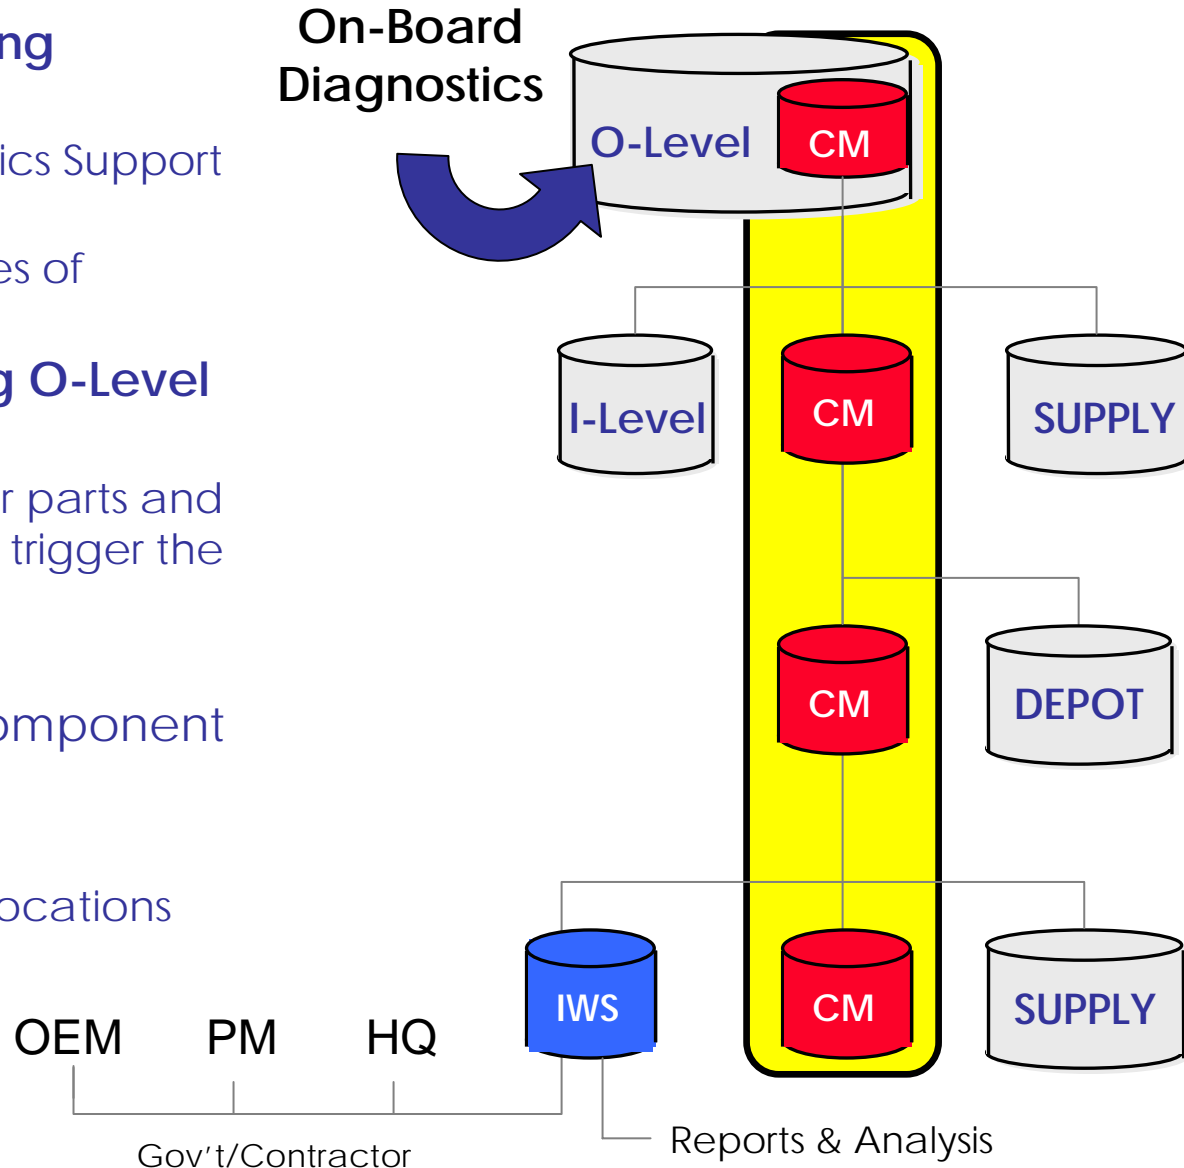 ng
ics Support
es of
g O-Level
r parts and
trigger the
omponent
ocations
On-Board
Diagnostics
O-Level
CM
I-Level
CM
SUPPLY
CM
DEPOT
IWS
CM
SUPPLY
OEM PM HQ
Gov't/Contractor
Reports & Analysis